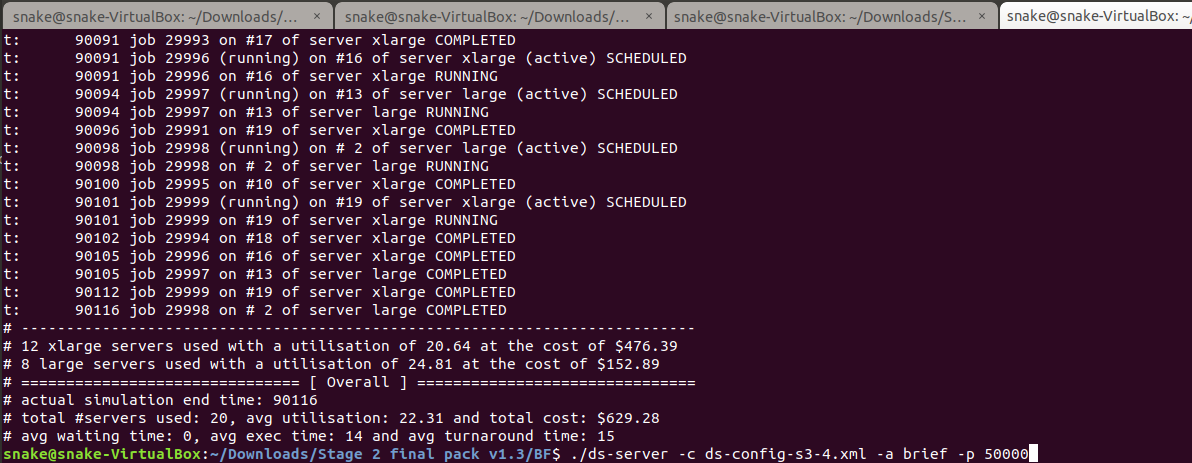 snake@snake-VirtualBox: ~/Downloads/... × snake@snake-VirtualBox: ~/Downloads/... × snake@snake-VirtualBox: ~/Downloads/S... × snake@snake-VirtualBox: ~/
t: 90091 job 29993 on #17 of server xlarge COMPLETED
t: 90091 job 29996 (running) on #16 of server xlarge (active) SCHEDULED
t: 90091 job 29996 on #16 of server xlarge RUNNING
t: 90094 job 29997 (running) on #13 of server large (active) SCHEDULED
t: 90094 job 29997 on #13 of server large RUNNING
t: 90096 job 29991 on #19 of server xlarge COMPLETED
t: 90098 job 29998 (running) on # 2 of server large (active) SCHEDULED
t: 90098 job 29998 on # 2 of server large RUNNING
t: 90100 job 29995 on #10 of server xlarge COMPLETED
t: 90101 job 29999 (running) on #19 of server xlarge (active) SCHEDULED
t: 90101 job 29999 on #19 of server xlarge RUNNING
t: 90102 job 29994 on #18 of server xlarge COMPLETED
t: 90105 job 29996 on #16 of server xlarge COMPLETED
t: 90105 job 29997 on #13 of server large COMPLETED
t: 90112 job 29999 on #19 of server xlarge COMPLETED
t: 90116 job 29998 on # 2 of server large COMPLETED
# ---------------------------------------------------------------------------
# 12 xlarge servers used with a utilisation of 20.64 at the cost of $476.39
# 8 large servers used with a utilisation of 24.81 at the cost of $152.89
# =============================== [ Overall ] ===============================
# actual simulation end time: 90116
# total #servers used: 20, avg utilisation: 22.31 and total cost: $629.28
# avg waiting time: 0, avg exec time: 14 and avg turnaround time: 15
snake@snake-VirtualBox:~/Downloads/Stage 2 final pack v1.3/BF$ ./ds-server -c ds-config-s3-4.xml -a brief -p 50000